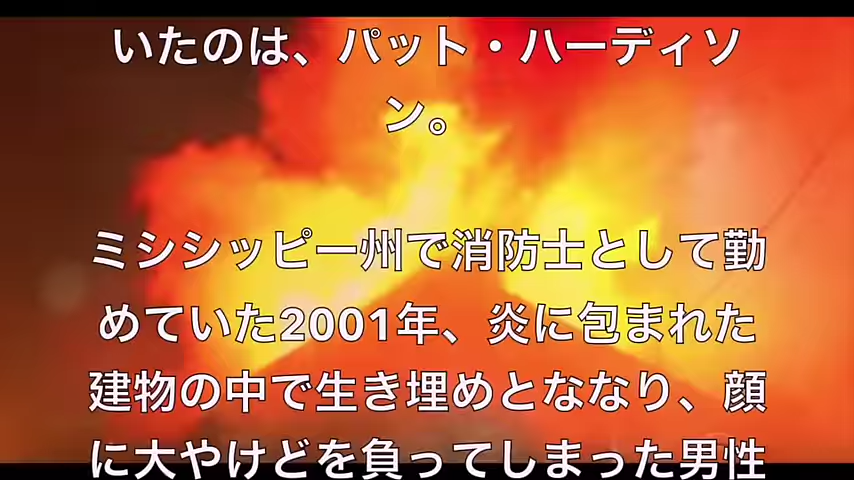 いたのは、パット・ハーディソ
ン。
ミシシッピー州で消防士として勤
めていた2001年、炎に包まれた
建物の中で生き埋めとななり、顔
に大やけどを負ってしまった男性